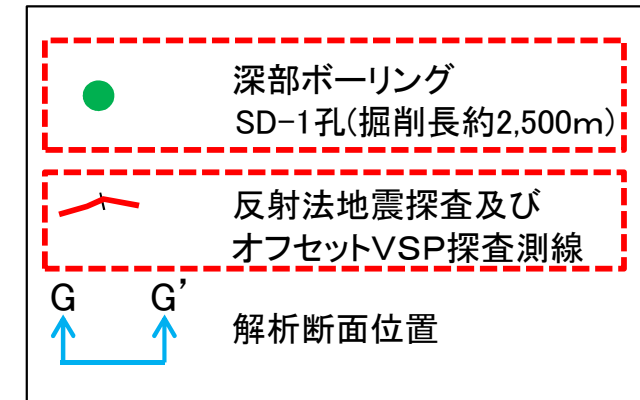 深部ボーリング
SD-1孔(掘削長約2,500m)
反射法地震探査及び
オフセットVSP探査測線
G G’
解析断面位置